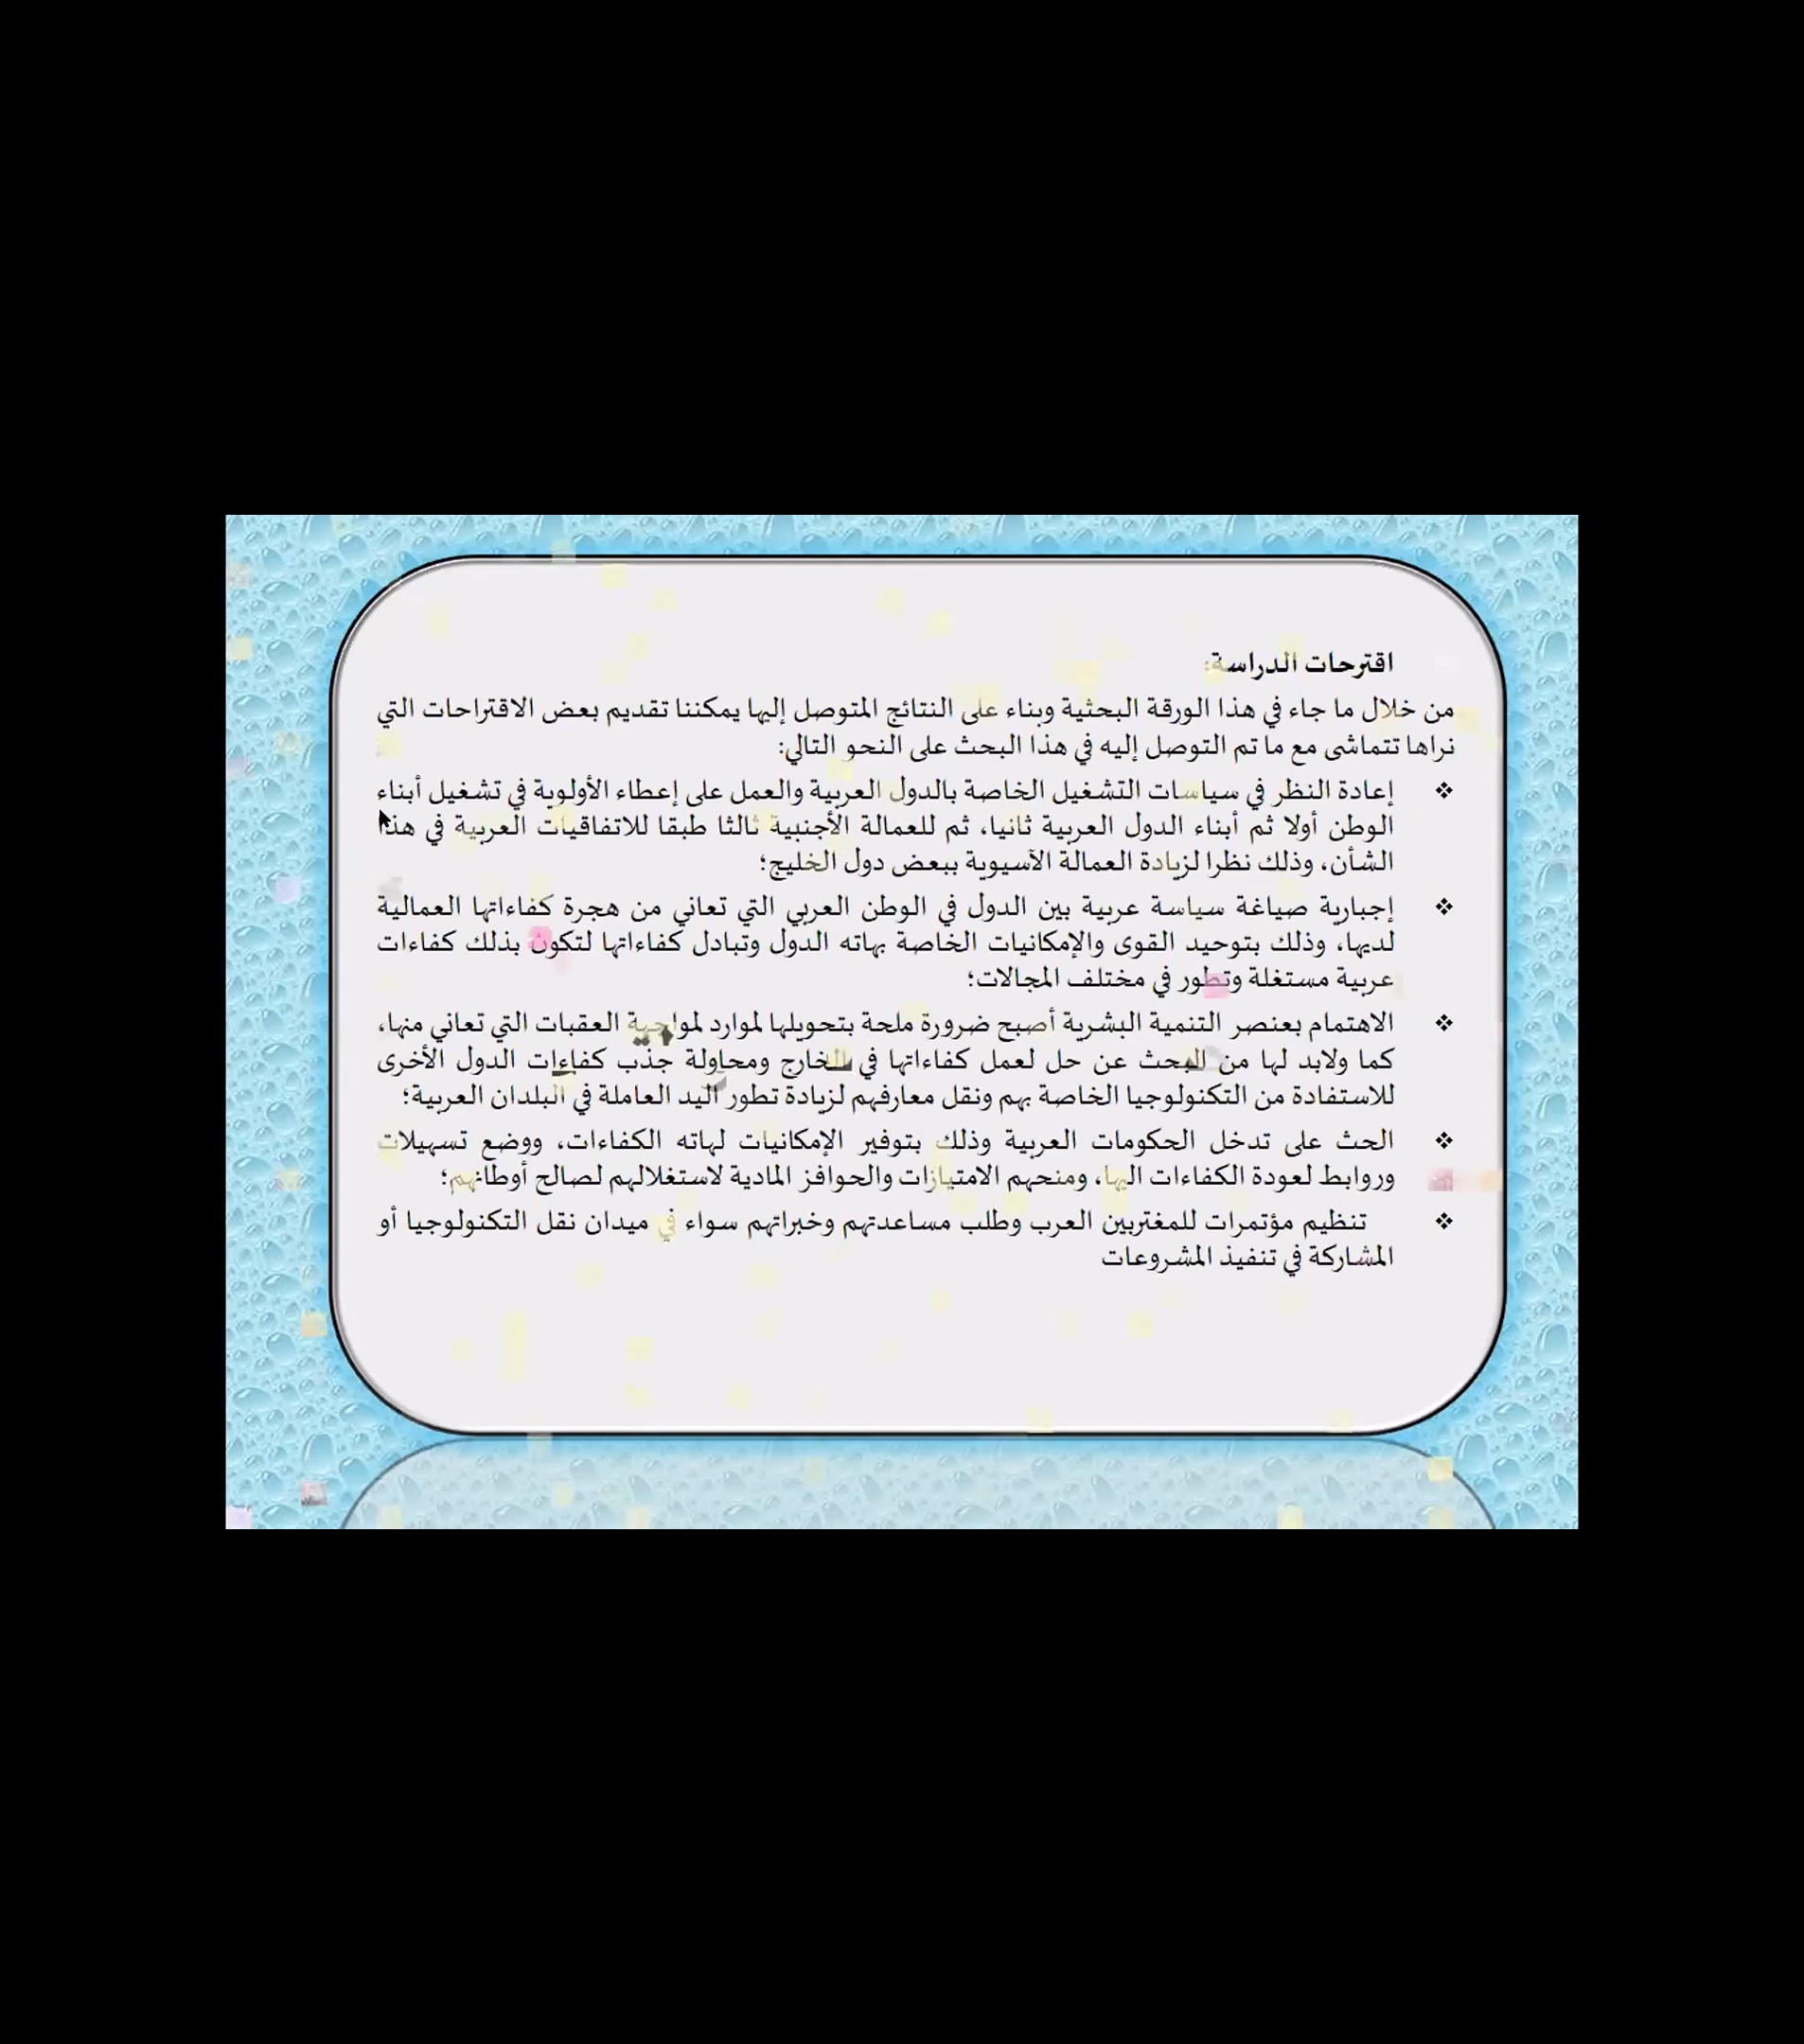 اقترحات الدراسة:
من خلال ما جاء في هذا الورقة البحثية وبناء على النتائج المتوصل إليها يمكننا تقديم بعض الاقتراحات التي
نراها تتماشى مع ما تم التوصل إليه في هذا البحث على النحو التالي:
❖ إعادة النظر في سياسات التشغيل الخاصة بالدول العربية والعمل على إعطاء الأولوية في تشغيل أبناء
الوطن أولا ثم أبناء الدول العربية ثانيا، ثم للعمالة الأجنبية ثالثا طبقا للاتفاقيات العربية في هذا
الشأن، وذلك نظرا لزيادة العمالة الآسيوية ببعض دول الخليج؛
❖ إجبارية صياغة سياسة عربية بين الدول في الوطن العربي التي تعاني من هجرة كفاءاتها العمالية
لديها، وذلك بتوحيد القوى والإمكانيات الخاصة بهاته الدول وتبادل كفاءاتها لتكون بذلك كفاءات
عربية مستغلة وتطور في مختلف المجالات؛
❖ الاهتمام بعنصر التنمية البشرية أصبح ضرورة ملحة بتحويلها لموارد لمواجهة العقبات التي تعاني منها،
كما ولابد لها من البحث عن حل لعمل كفاءاتها في الخارج ومحاولة جذب كفاءات الدول الأخرى
للاستفادة من التكنولوجيا الخاصة بهم ونقل معارفهم لزيادة تطور اليد العاملة في البلدان العربية؛
❖ الحث على تدخل الحكومات العربية وذلك بتوفير الإمكانيات لهاته الكفاءات، ووضع تسهيلات
وروابط لعودة الكفاءات اليها، ومنحهم الامتيازات والحوافز المادية لاستغلالهم لصالح أوطانهم؛
❖ تنظيم مؤتمرات للمغتربين العرب وطلب مساعدتهم وخبراتهم سواء في ميدان نقل التكنولوجيا أو
المشاركة في تنفيذ المشروعات